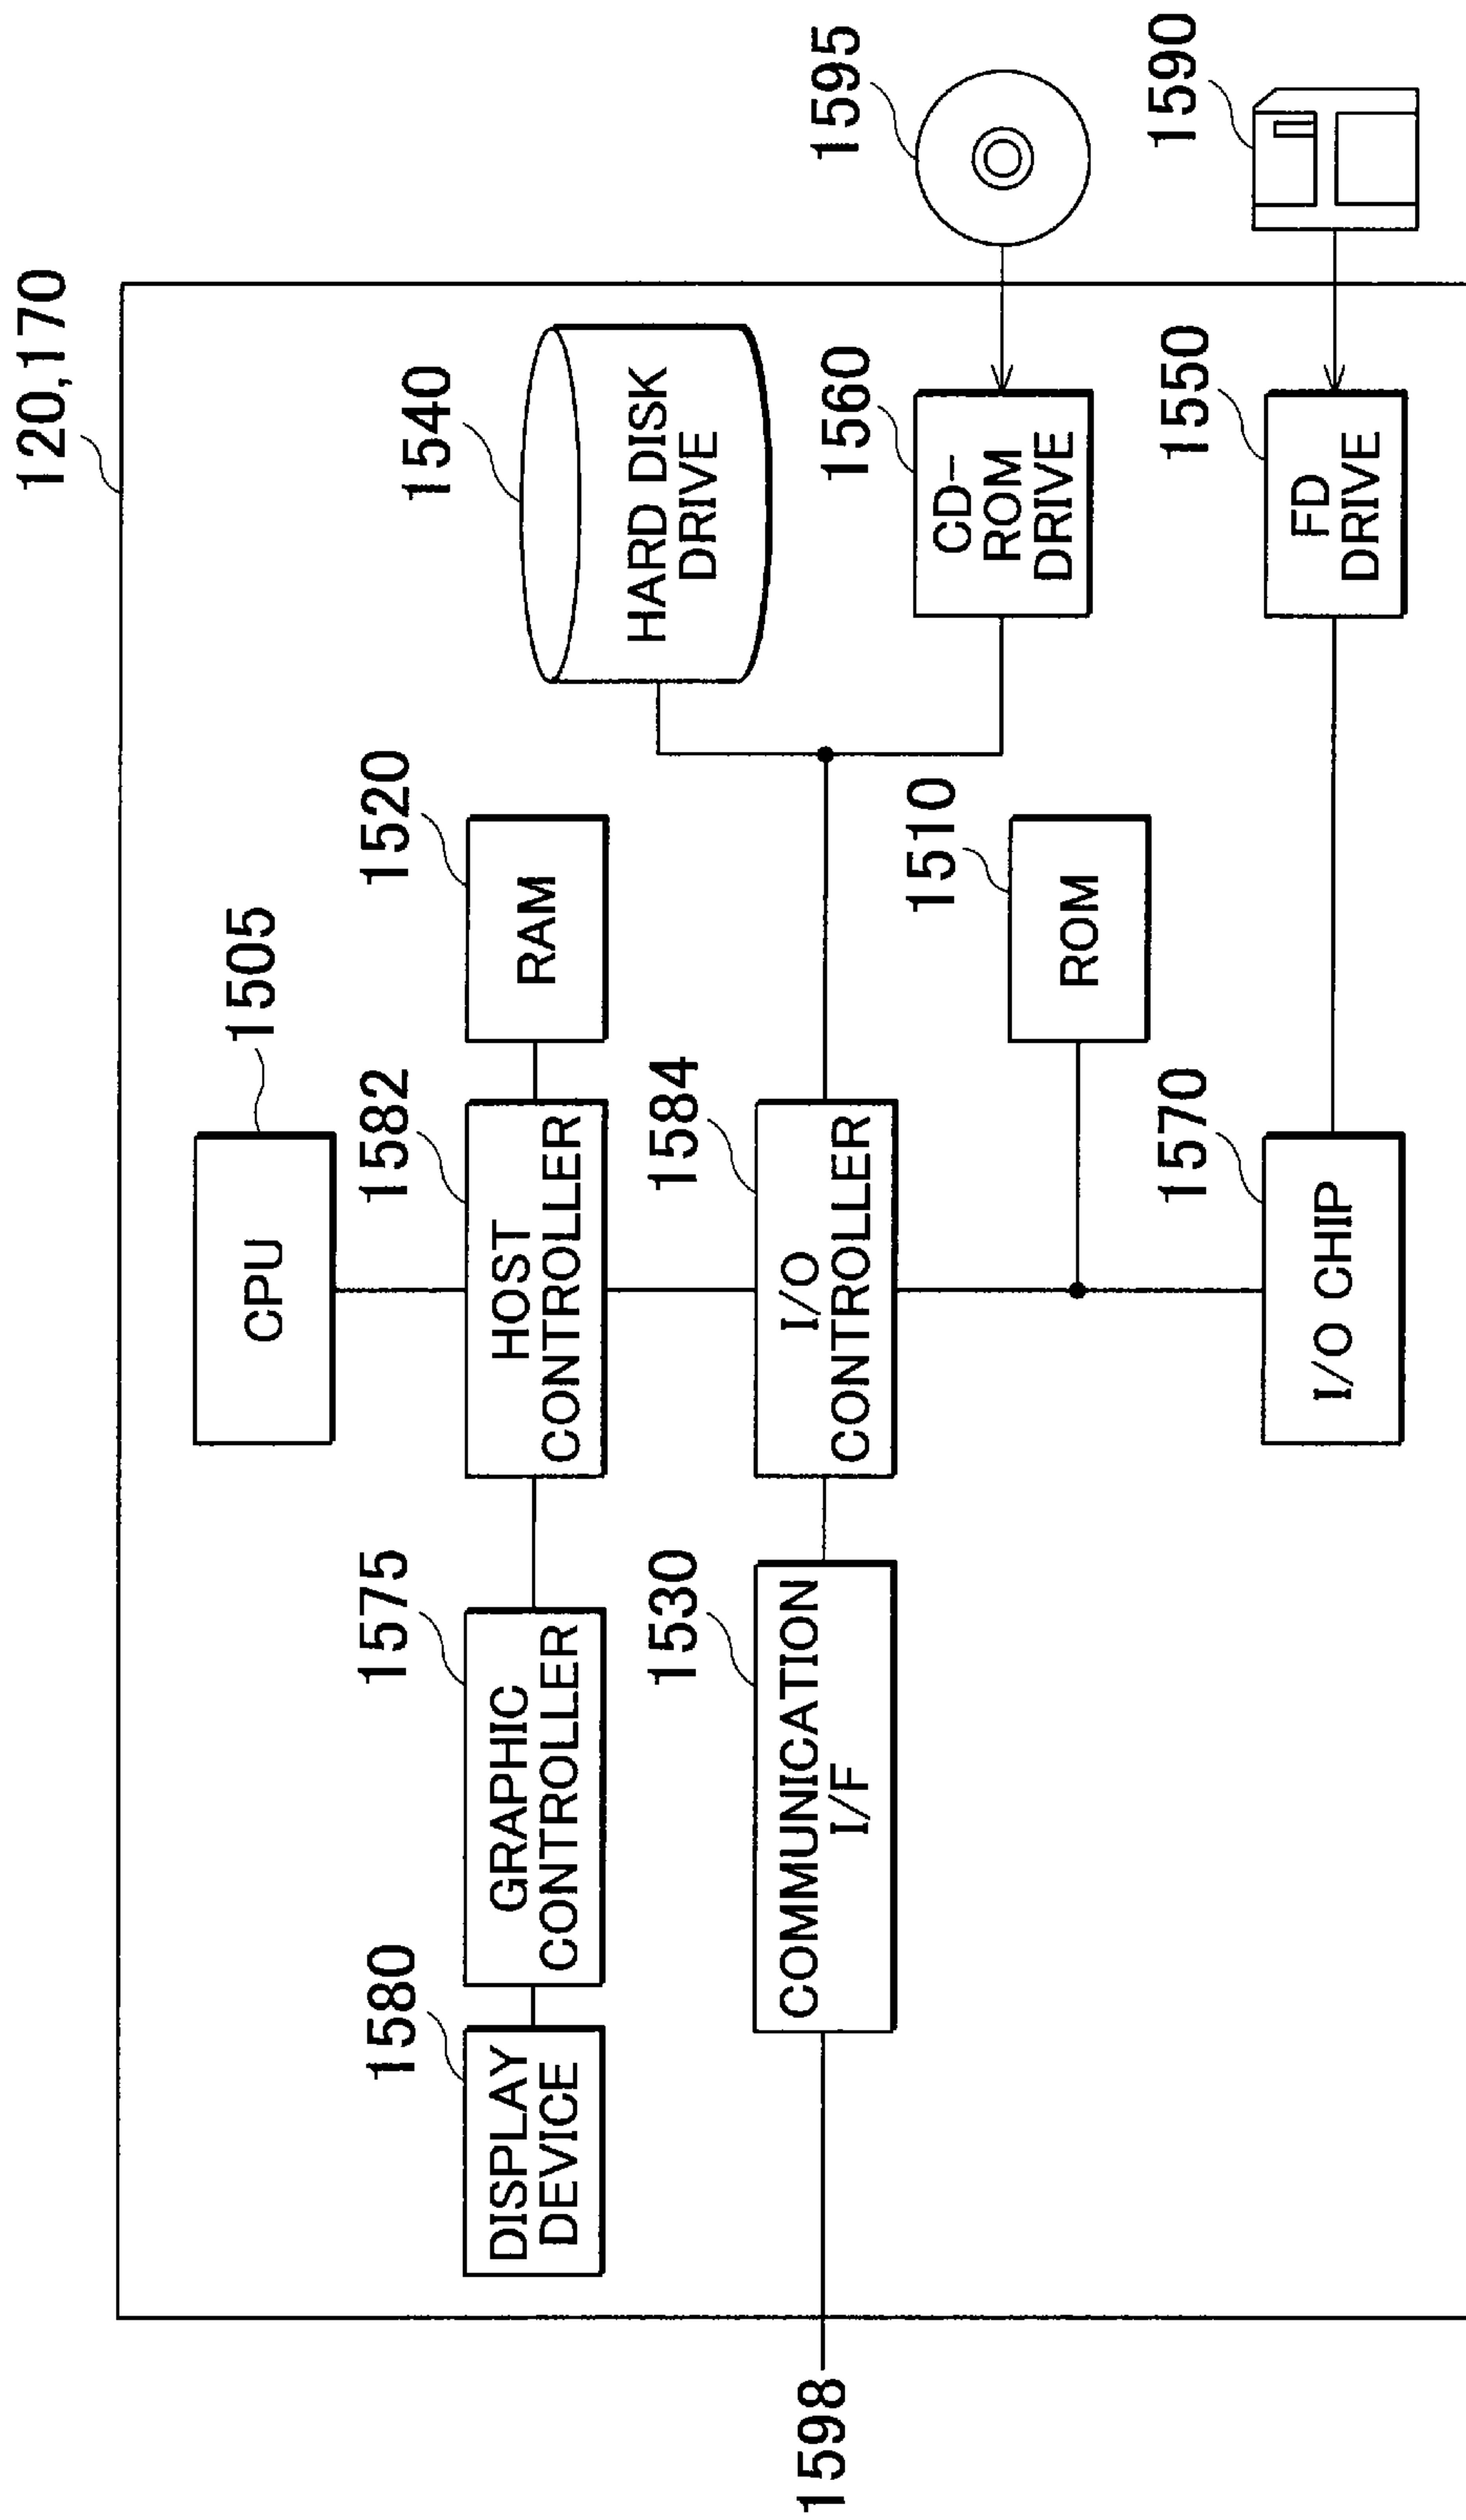 120,170
1505
CPU
1580
1575
1582
1520
1540
DISPLAY
DEVICE
GRAPHIC
CONTROLLER
HOST
CONTROLLER
RAM
HARD DISK
DRIVE
1530
1584
1598
COMMUNICATION
I/F
I/O
CONTROLLER
1560
1595
CD-
ROM
DRIVE
1510
ROM
1570
I/O CHIP
1550
FD
DRIVE
1590